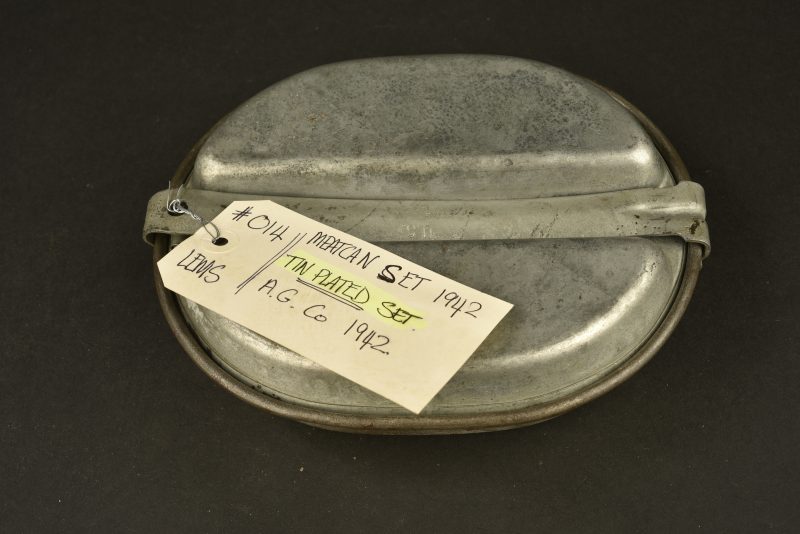 #014
LEWIS
MEATCAN SET 1942
TIN PLATED SET.
A.G. Co 1942.